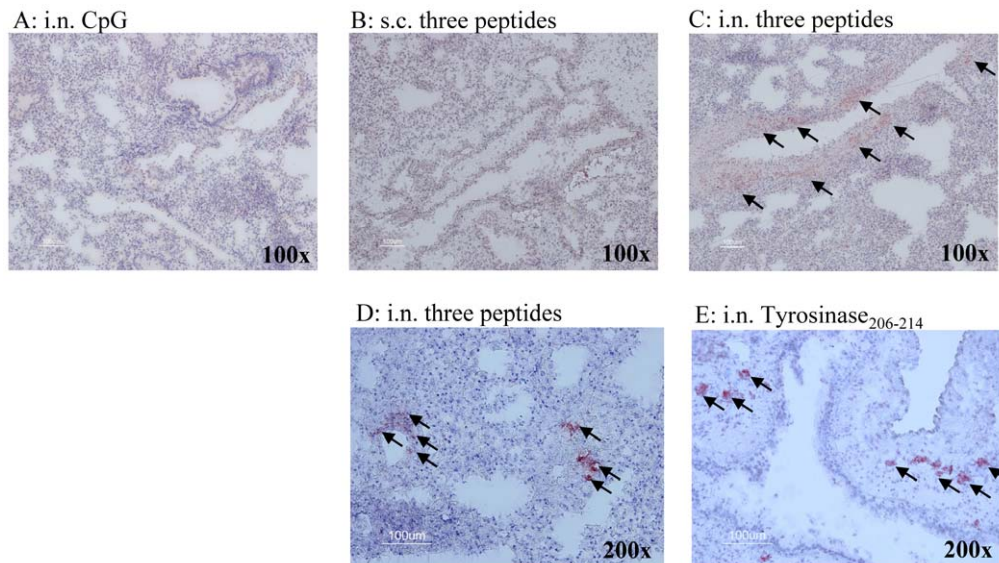 A: i.n. CpG
B: s.c. three peptides
C: i.n. three peptides
100x
100x
100x
D: i.n. three peptides
E: i.n. Tyrosinase206-214
100um
200x
100um
200x